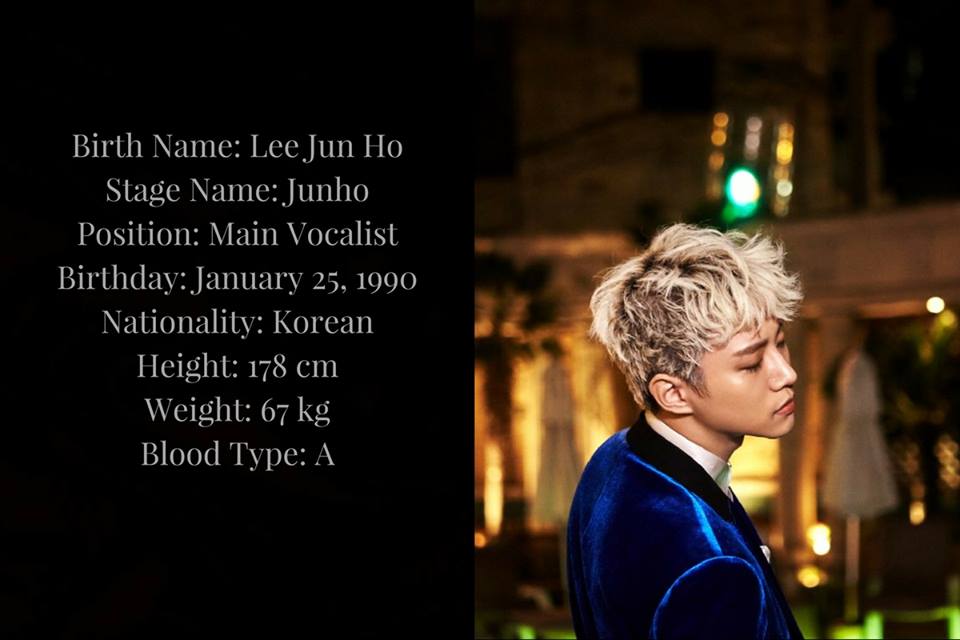 Birth Name: Lee Jun Ho
Stage Name: Junho
Position: Main Vocalist
Birthday: January 25, 1990
Nationality: Korean
Height: 178 cm
Weight: 67 kg
Blood Type: A